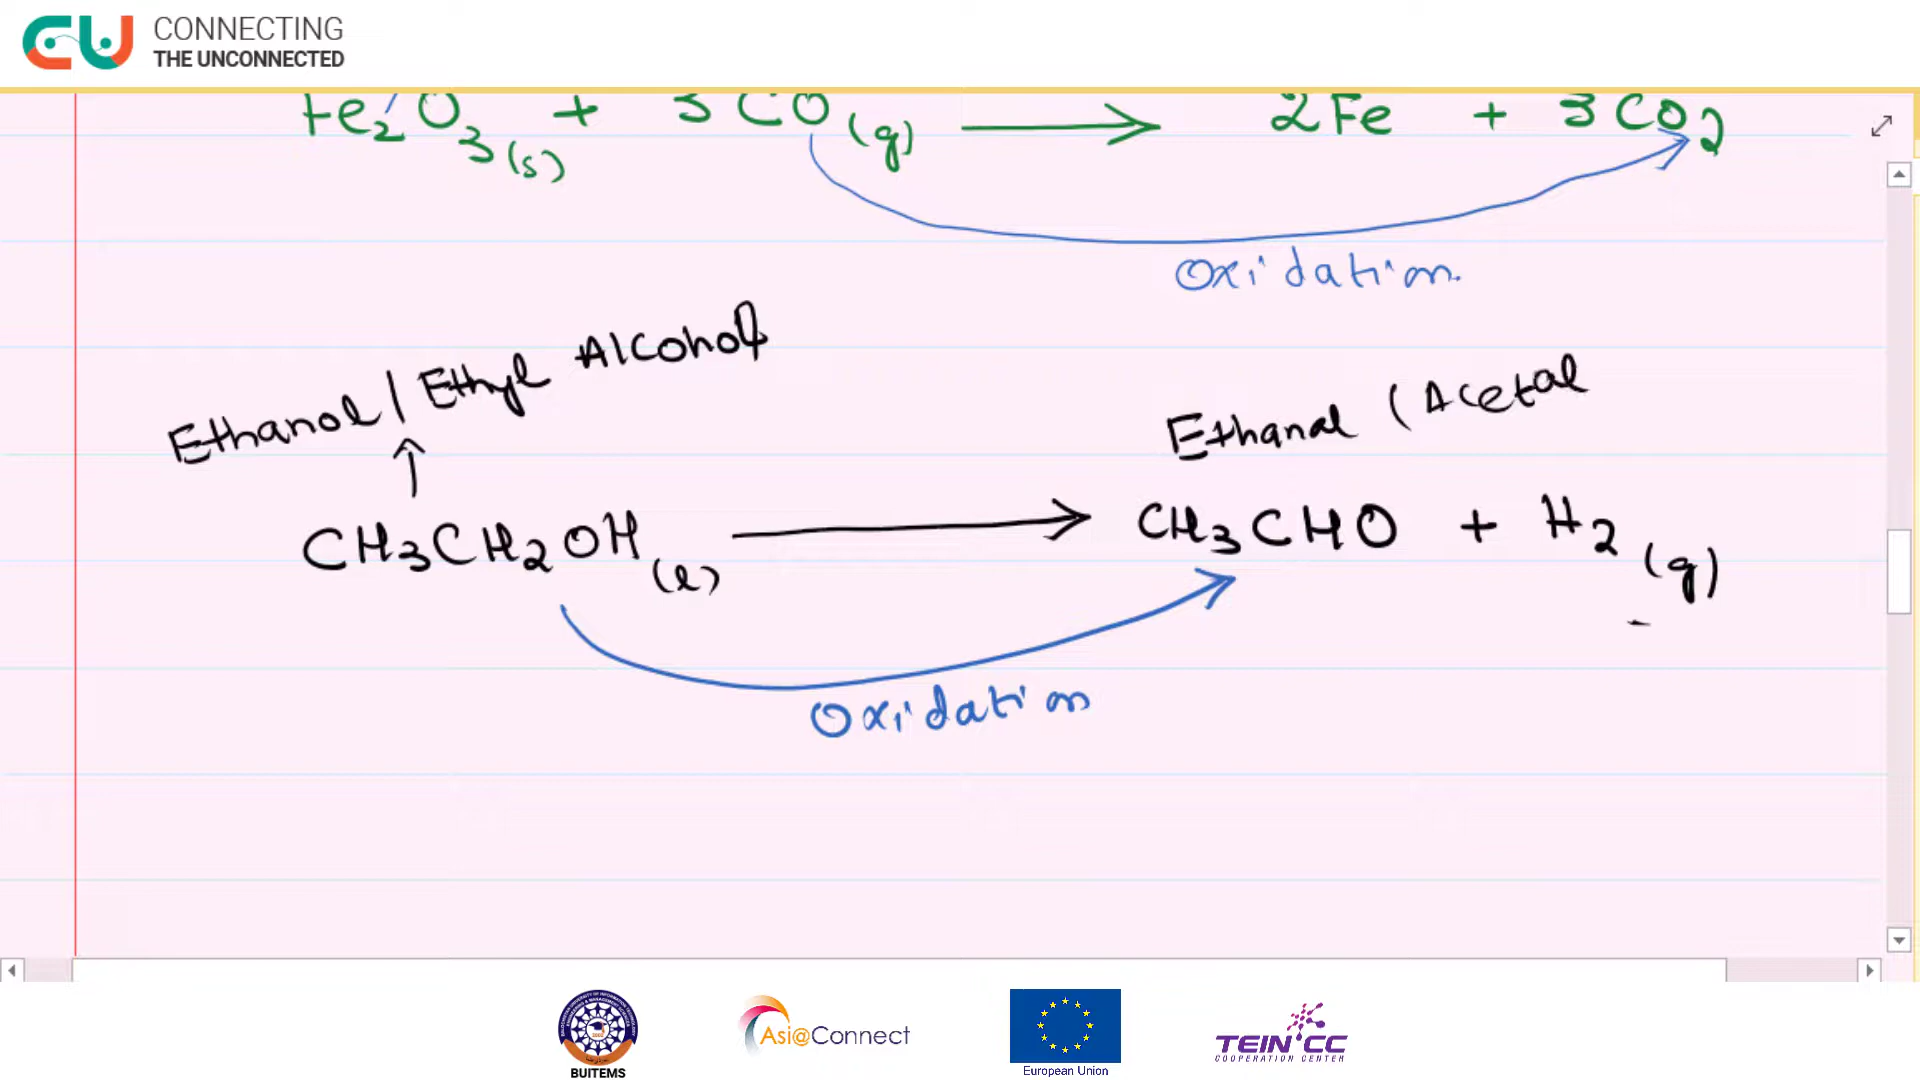 CONNECTING
THE UNCONNECTED
Fe2O3(s) + 3CO(g) → 2Fe + 3CO2
Oxidation.
Ethanol/Ethyl Alcohol
Ethanal (Acetal
CH3CH2OH(l) → CH3CHO + H2(g)
Oxidation
BUITEMS
Asi@Connect
European Union
TEIN*CC
COOPERATION CENTER